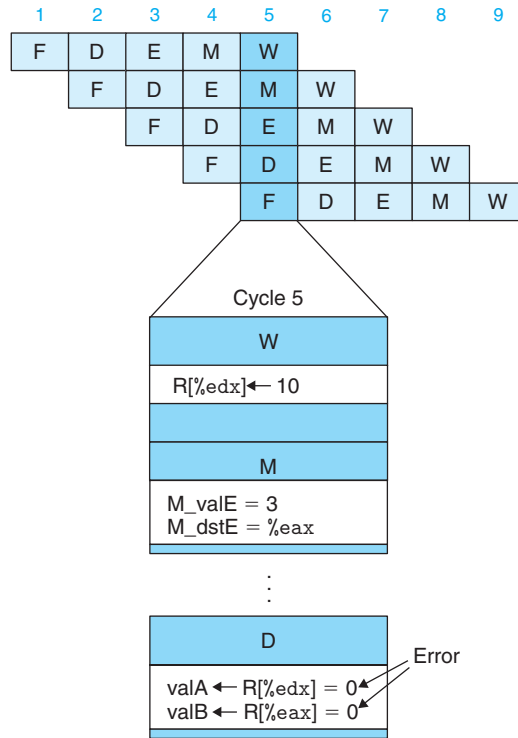 1 2 3 4 5 6 7 8 9
F D E M W
F D E M W
F D E M W
F D E M W
F D E M W
Cycle 5
W
R[%edx] ← 10
M
M_valE = 3
M_dstE = %eax
D
Error
valA ← R[%edx] = 0
valB ← R[%eax] = 0